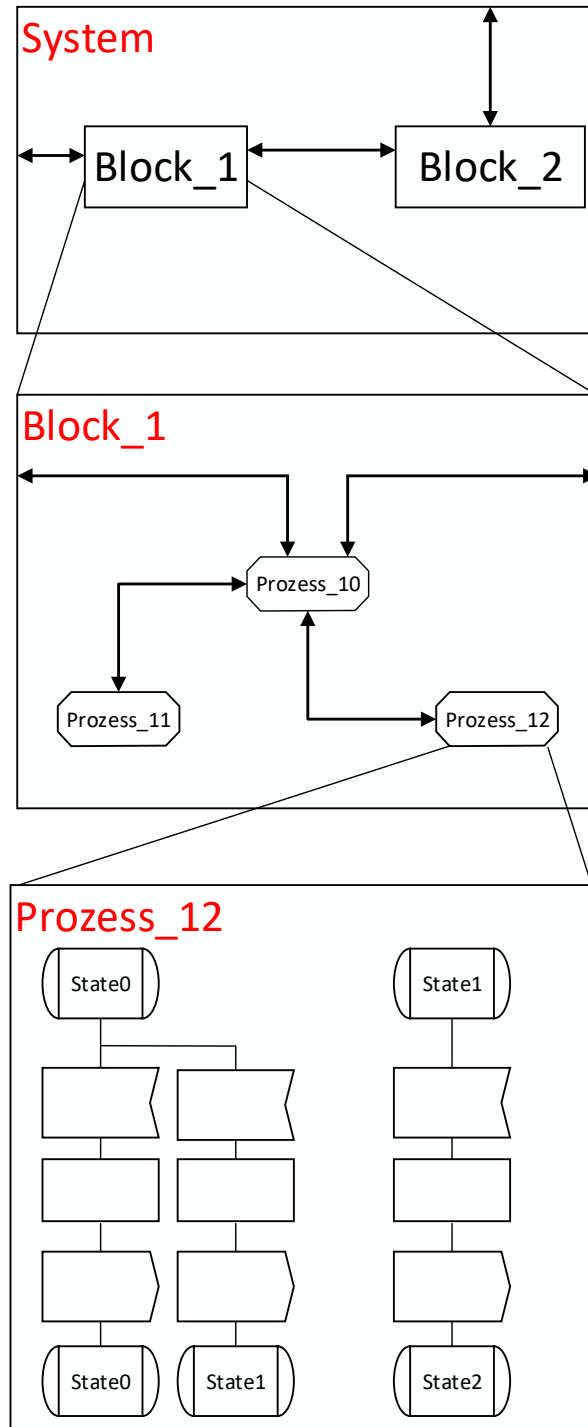 System
Block_1
Block_2
Block_1
Prozess_10
Prozess_11
Prozess_12
Prozess_12
State0
State1
State0
State1
State2